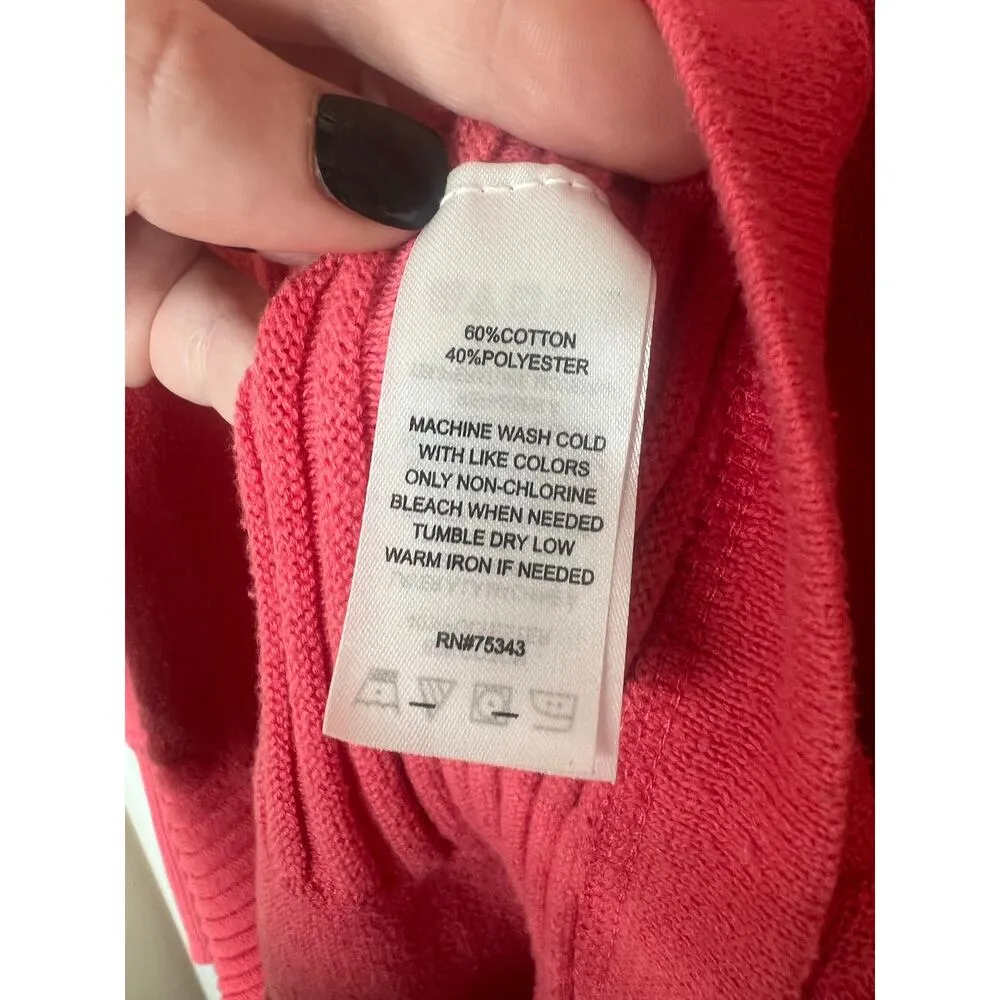 60%COTTON
40%POLYESTER
MACHINE WASH COLD
WITH LIKE COLORS
ONLY NON-CHLORINE
BLEACH WHEN NEEDED
TUMBLE DRY LOW
WARM IRON IF NEEDED
RN#75343